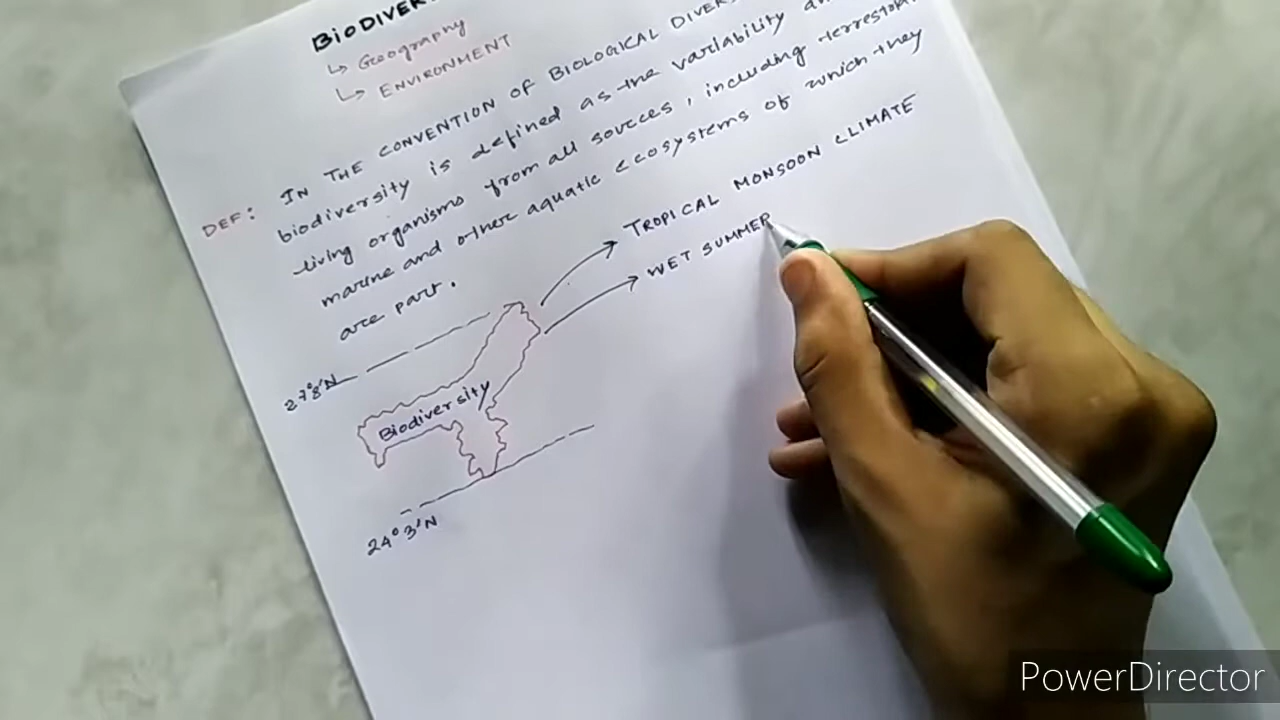 BIODIVER
↳ Geography
↳ ENVIRONMENT
DEF: IN THE CONVENTION OF BIOLOGICAL DIVER
biodiversity is defined as the variability
living organisms from all sources, including terrestria
marine and other aquatic ecosystems of which they
are part.
TROPICAL MONSOON CLIMATE
WET SUMMER
27°8'N
Biodiversity
24°3'N
PowerDirector